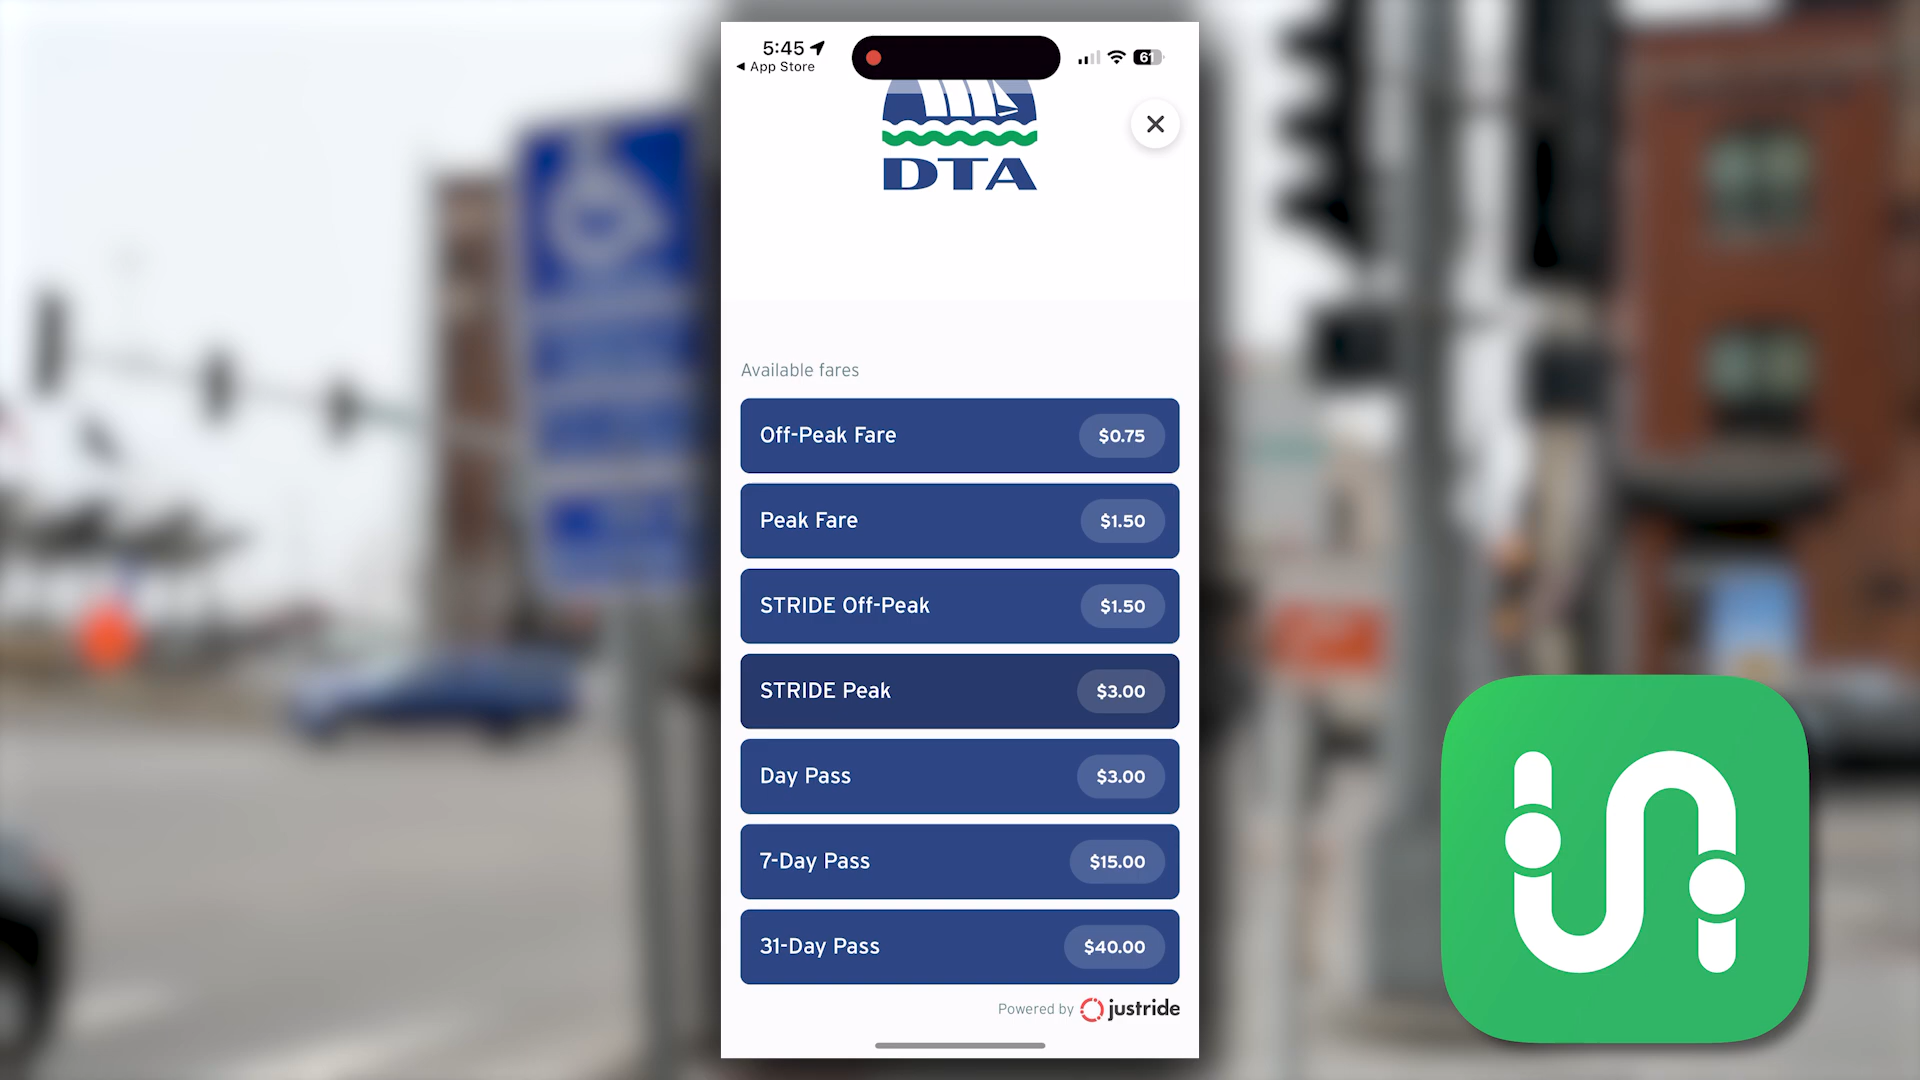 5:45
61
◀ App Store
DTA
Available fares
Off-Peak Fare $0.75
Peak Fare $1.50
STRIDE Off-Peak $1.50
STRIDE Peak $3.00
Day Pass $3.00
7-Day Pass $15.00
31-Day Pass $40.00
Powered by justride